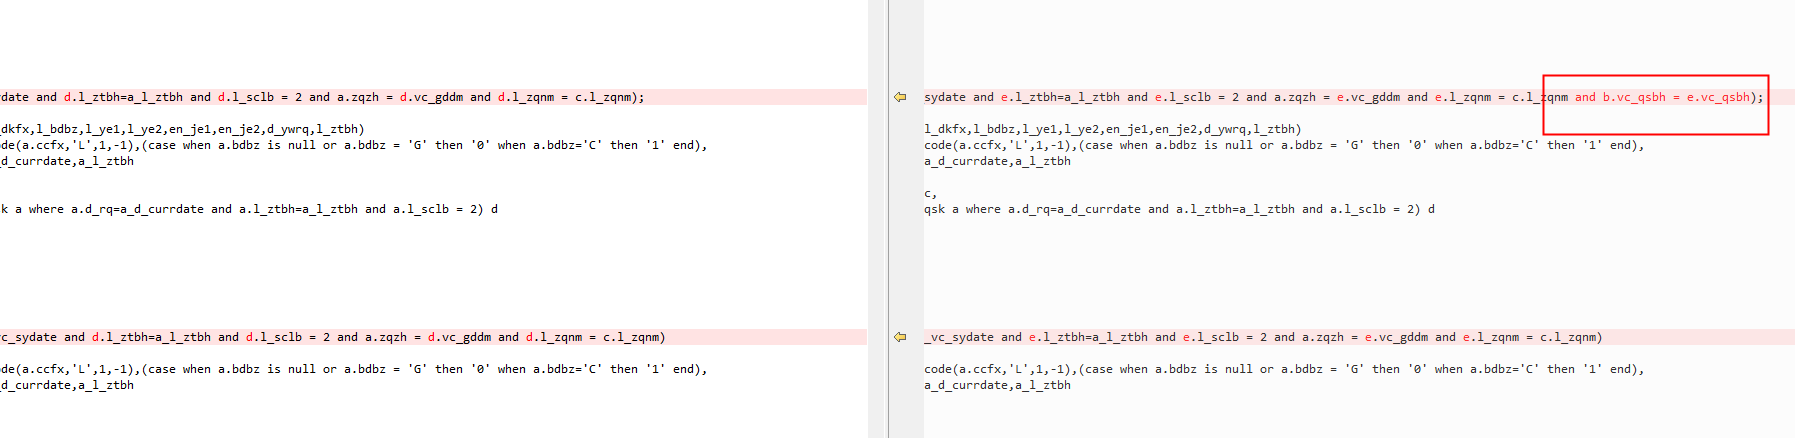 date and d.l_ztbh=a_l_ztbh and d.l_sclb = 2 and a.zqzh = d.vc_gddm and d.l_zqnm = c.l_zqnm);
_dkfx,l_bdbz,l_ye1,l_ye2,en_je1,en_je2,d_ywrq,l_ztbh)
de(a.ccfx,'L',1,-1),(case when a.bdbz is null or a.bdbz = 'G' then '0' when a.bdbz='C' then '1' end),
_d_currdate,a_l_ztbh
k a where a.d_rq=a_d_currdate and a.l_ztbh=a_l_ztbh and a.l_sclb = 2) d
c_sydate and d.l_ztbh=a_l_ztbh and d.l_sclb = 2 and a.zqzh = d.vc_gddm and d.l_zqnm = c.l_zqnm)
de(a.ccfx,'L',1,-1),(case when a.bdbz is null or a.bdbz = 'G' then '0' when a.bdbz='C' then '1' end),
_d_currdate,a_l_ztbh
sydate and e.l_ztbh=a_l_ztbh and e.l_sclb = 2 and a.zqzh = e.vc_gddm and e.l_zqnm = c.l_zqnm and b.vc_qsbh = e.vc_qsbh);
l_dkfx,l_bdbz,l_ye1,l_ye2,en_je1,en_je2,d_ywrq,l_ztbh)
code(a.ccfx,'L',1,-1),(case when a.bdbz is null or a.bdbz = 'G' then '0' when a.bdbz='C' then '1' end),
a_d_currdate,a_l_ztbh
c,
qsk a where a.d_rq=a_d_currdate and a.l_ztbh=a_l_ztbh and a.l_sclb = 2) d
_vc_sydate and e.l_ztbh=a_l_ztbh and e.l_sclb = 2 and a.zqzh = e.vc_gddm and e.l_zqnm = c.l_zqnm)
code(a.ccfx,'L',1,-1),(case when a.bdbz is null or a.bdbz = 'G' then '0' when a.bdbz='C' then '1' end),
a_d_currdate,a_l_ztbh